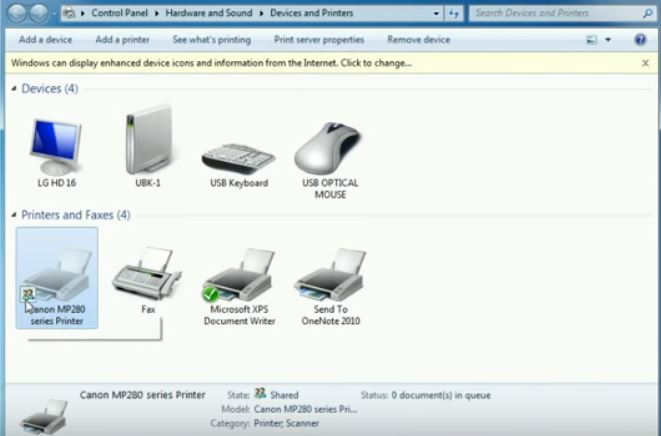 Control Panel ▸ Hardware and Sound ▸ Devices and Printers
Search Devices and Printers
Add a device Add a printer See what's printing Print server properties Remove device
Windows can display enhanced device icons and information from the Internet. Click to change... x
Devices (4)
LG HD 16 UBK-1 USB Keyboard USB OPTICAL
MOUSE
Printers and Faxes (4)
Canon MP280 Fax Microsoft XPS Send To
series Printer Document Writer OneNote 2010
Canon MP280 series Printer State: Shared Status: 0 document(s) in queue
Model: Canon MP280 series Pri...
Category: Printer; Scanner